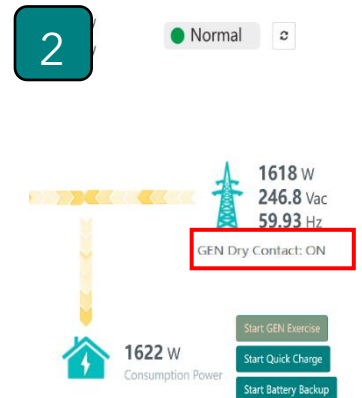 2
Normal
1618 W
246.8 Vac
59.93 Hz
GEN Dry Contact: ON
Start GEN Exercise
1622 W
Start Quick Charge
Consumption Power
Start Battery Backup